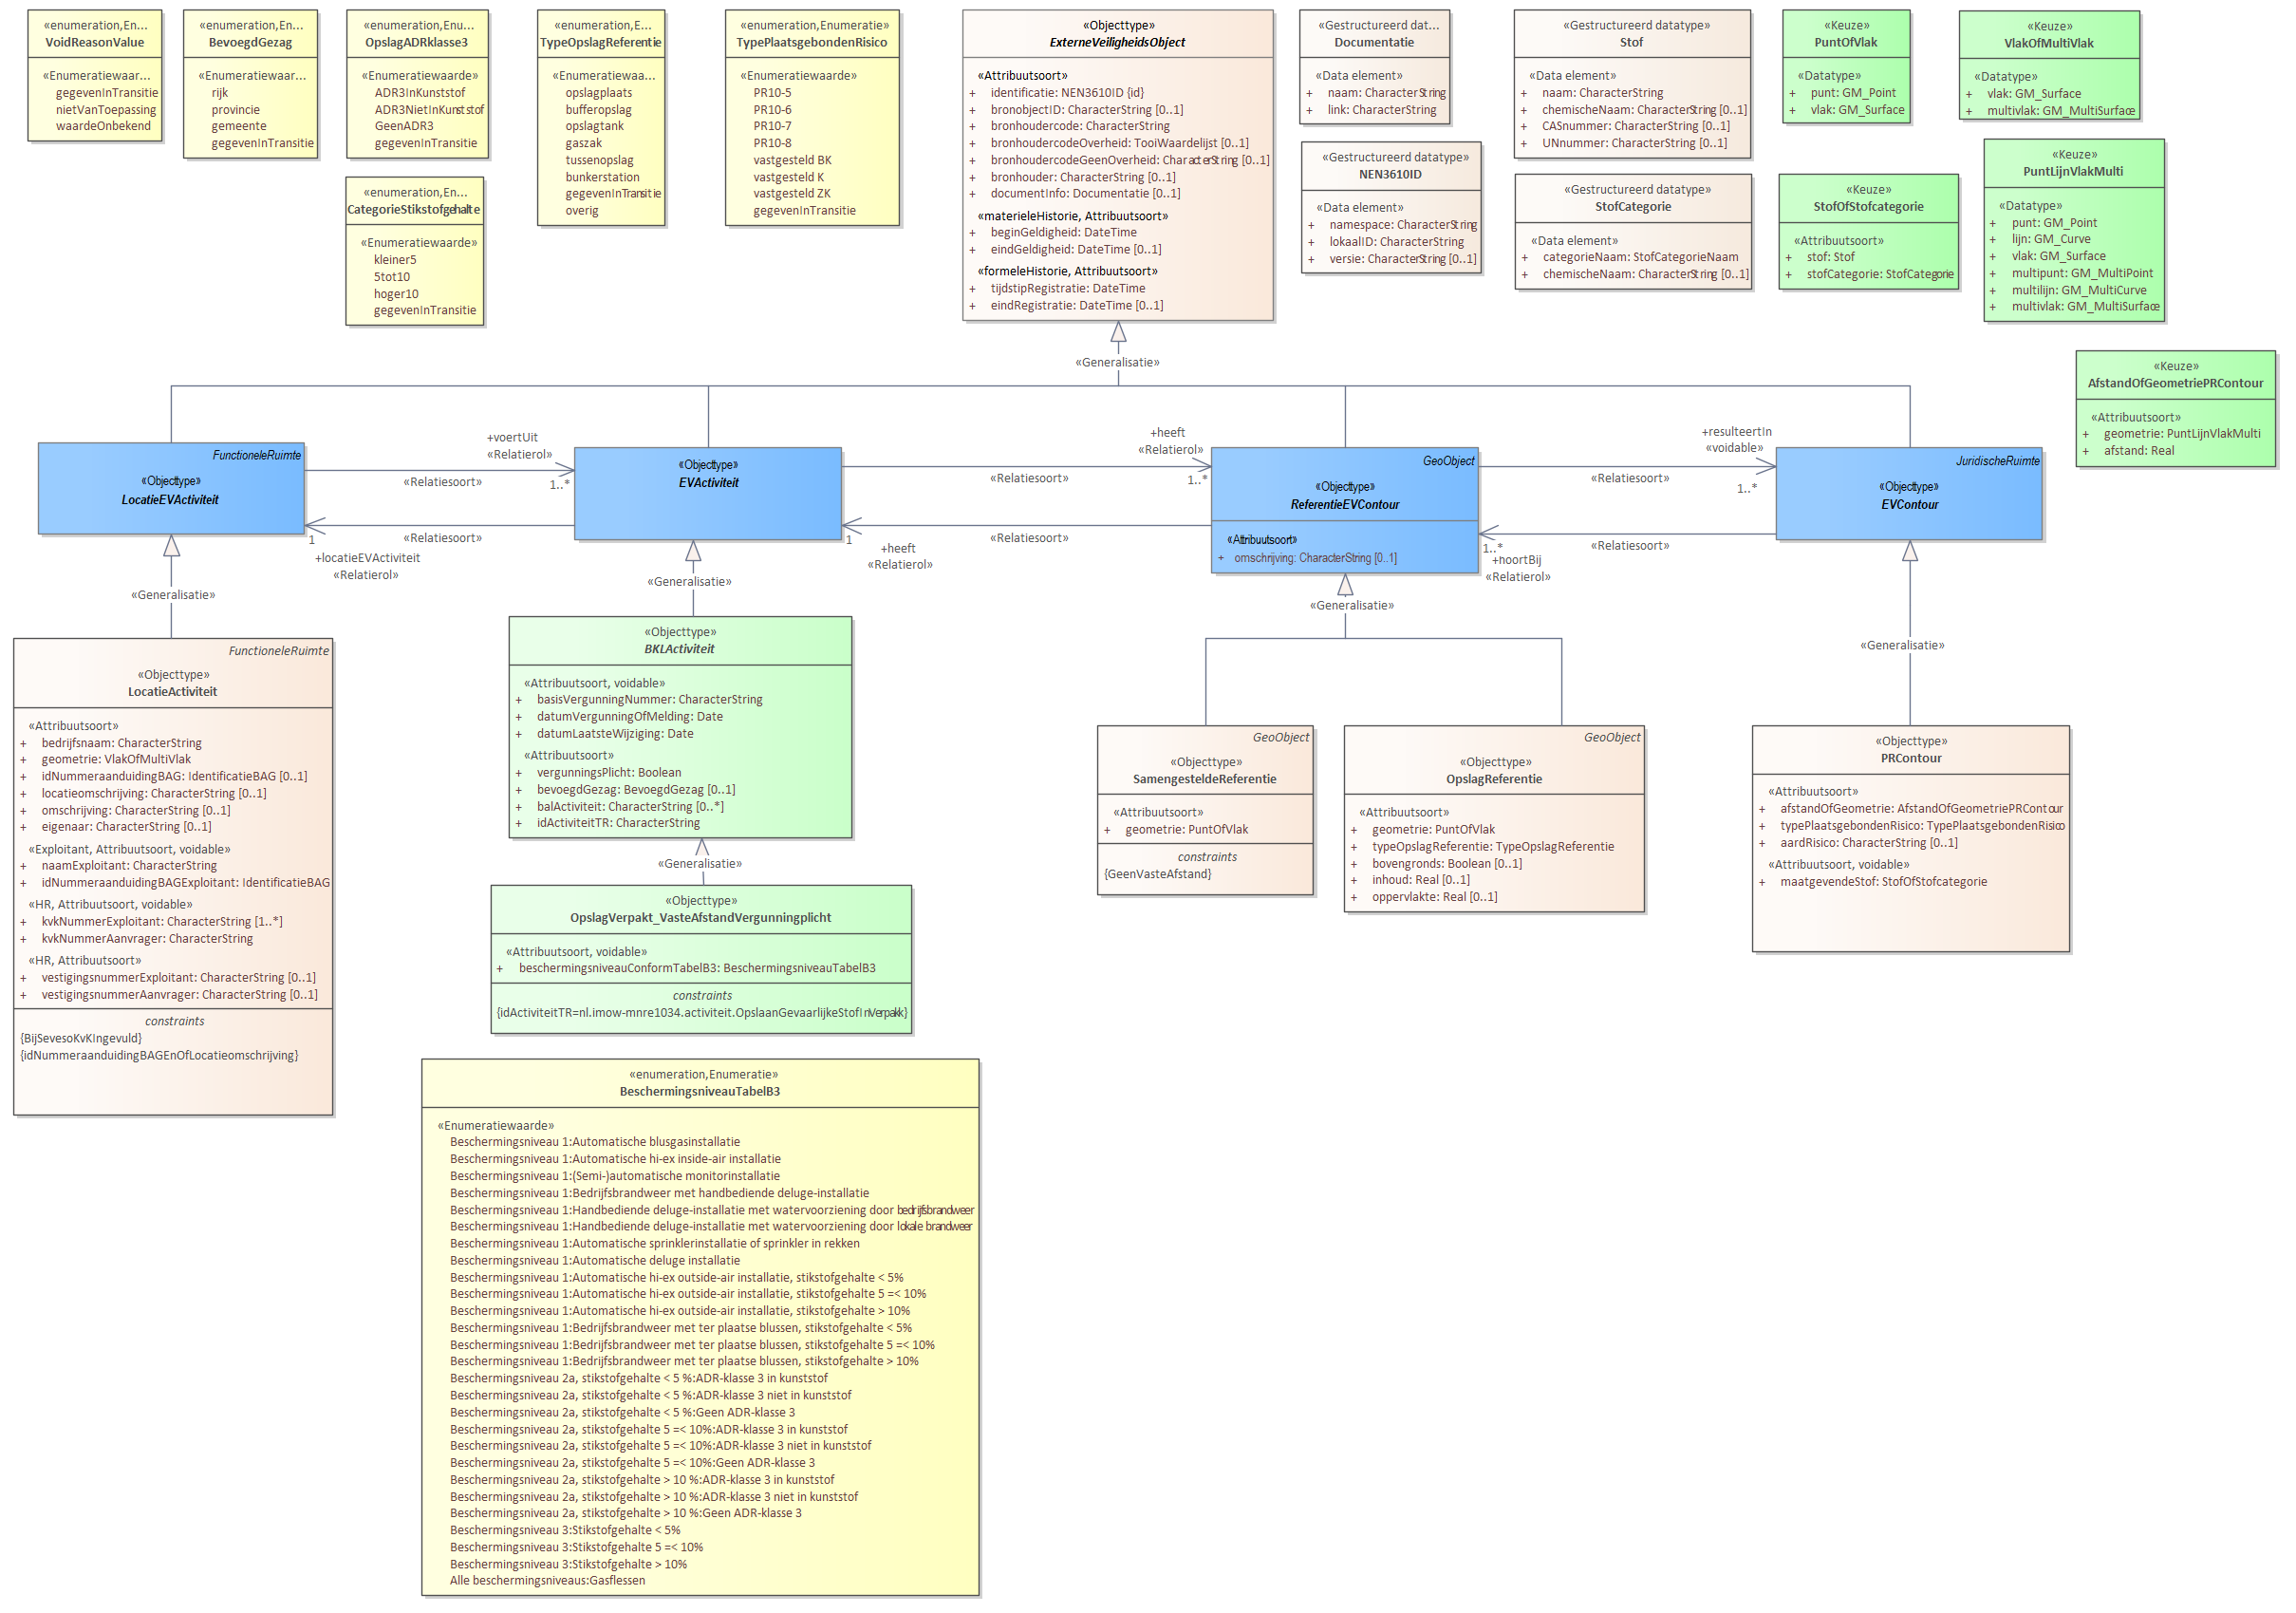 «enumeration,En...
VoidReasonValue
«Enumeratiewaar...
gegevenInTransitie
nietVanToepassing
waardeOnbekend
«enumeration,En...
BevoegdGezag
«Enumeratiewaar...
rijk
provincie
gemeente
gegevenInTransitie
«enumeration,Enu...
OpslagADRklasse3
«Enumeratiewaarde»
ADR3InKunststof
ADR3NietInKunststof
GeenADR3
gegevenInTransitie
«enumeration,En...
CategorieStikstofgehalte
«Enumeratiewaarde»
kleiner5
5tot10
hoger10
gegevenInTransitie
«enumeration,E...
TypeOpslagReferentie
«Enumeratiewaa...
opslagplaats
bufferopslag
opslagtank
gaszak
tussenopslag
bunkerstation
gegevenInTransitie
overig
«enumeration,Enumeratie»
TypePlaatsgebondenRisico
«Enumeratiewaarde»
PR10-5
PR10-6
PR10-7
PR10-8
vastgesteld BK
vastgesteld K
vastgesteld ZK
gegevenInTransitie
«Objecttype»
ExterneVeiligheidsObject
«Attribuutsoort»
+ identificatie: NEN3610ID {id}
+ bronobjectID: CharacterString [0..1]
+ bronhoudercode: CharacterString
+ bronhoudercodeOverheid: TooiWaardelijst [0..1]
+ bronhoudercodeGeenOverheid: CharacterString [0..1]
+ bronhouder: CharacterString [0..1]
+ documentInfo: Documentatie [0..1]
«materieleHistorie, Attribuutsoort»
+ beginGeldigheid: DateTime
+ eindGeldigheid: DateTime [0..1]
«formeleHistorie, Attribuutsoort»
+ tijdstipRegistratie: DateTime
+ eindRegistratie: DateTime [0..1]
«Gestructureerd dat...
Documentatie
«Data element»
+ naam: CharacterString
+ link: CharacterString
«Gestructureerd datatype»
NEN3610ID
«Data element»
+ namespace: CharacterString
+ lokaalID: CharacterString
+ versie: CharacterString [0..1]
«Gestructureerd datatype»
Stof
«Data element»
+ naam: CharacterString
+ chemischeNaam: CharacterString [0..1]
+ CASnummer: CharacterString [0..1]
+ UNnummer: CharacterString [0..1]
«Gestructureerd datatype»
StofCategorie
«Data element»
+ categorieNaam: StofCategorieNaam
+ chemischeNaam: CharacterString [0..1]
«Keuze»
PuntOfVlak
«Datatype»
+ punt: GM_Point
+ vlak: GM_Surface
«Keuze»
VlakOfMultiVlak
«Datatype»
+ vlak: GM_Surface
+ multivlak: GM_MultiSurface
«Keuze»
StofOfStofcategorie
«Attribuutsoort»
+ stof: Stof
+ stofCategorie: StofCategorie
«Keuze»
PuntLijnVlakMulti
«Datatype»
+ punt: GM_Point
+ lijn: GM_Curve
+ vlak: GM_Surface
+ multipunt: GM_MultiPoint
+ multilijn: GM_MultiCurve
+ multivlak: GM_MultiSurface
«Keuze»
AfstandOfGeometriePRContour
«Attribuutsoort»
+ geometrie: PuntLijnVlakMulti
+ afstand: Real
«Generalisatie»
FunctioneleRuimte
«Objecttype»
LocatieEVActiviteit
+voertUit
«Relatierol»
«Relatiesoort»
1..*
«Relatiesoort»
1
+locatieEVActiviteit
«Relatierol»
«Objecttype»
EVActiviteit
+heeft
«Relatierol»
«Relatiesoort»
1..*
«Relatiesoort»
1
+heeft
«Relatierol»
GeoObject
«Objecttype»
ReferentieEVContour
«Attribuutsoort»
+ omschrijving: CharacterString [0..1]
+resulteertIn
«voidable»
«Relatiesoort»
1..*
«Relatiesoort»
1..*
+hoortBij
«Relatierol»
JuridischeRuimte
«Objecttype»
EVContour
«Generalisatie»
«Generalisatie»
«Generalisatie»
«Generalisatie»
FunctioneleRuimte
«Objecttype»
LocatieActiviteit
«Attribuutsoort»
+ bedrijfsnaam: CharacterString
+ geometrie: VlakOfMultiVlak
+ idNummeraanduidingBAG: IdentificatieBAG [0..1]
+ locatieomschrijving: CharacterString [0..1]
+ omschrijving: CharacterString [0..1]
+ eigenaar: CharacterString [0..1]
«Exploitant, Attribuutsoort, voidable»
+ naamExploitant: CharacterString
+ idNummeraanduidingBAGExploitant: IdentificatieBAG
«HR, Attribuutsoort, voidable»
+ kvkNummerExploitant: CharacterString [1..*]
+ kvkNummerAanvrager: CharacterString
«HR, Attribuutsoort»
+ vestigingsnummerExploitant: CharacterString [0..1]
+ vestigingsnummerAanvrager: CharacterString [0..1]
constraints
{BijSevesoKvKIngevuld}
{idNummeraanduidingBAGEnOfLocatieomschrijving}
«Objecttype»
BKLActiviteit
«Attribuutsoort, voidable»
+ basisVergunningNummer: CharacterString
+ datumVergunningOfMelding: Date
+ datumLaatsteWijziging: Date
«Attribuutsoort»
+ vergunningsPlicht: Boolean
+ bevoegdGezag: BevoegdGezag [0..1]
+ balActiviteit: CharacterString [0..*]
+ idActiviteitTR: CharacterString
«Generalisatie»
«Objecttype»
OpslagVerpakt_VasteAfstandVergunningplicht
«Attribuutsoort, voidable»
+ beschermingsniveauConformTabelB3: BeschermingsniveauTabelB3
constraints
{idActiviteitTR=nl.imow-mnre1034.activiteit.OpslaanGevaarlijkeStofInVerpakk}
GeoObject
«Objecttype»
SamengesteldeReferentie
«Attribuutsoort»
+ geometrie: PuntOfVlak
constraints
{GeenVasteAfstand}
GeoObject
«Objecttype»
OpslagReferentie
«Attribuutsoort»
+ geometrie: PuntOfVlak
+ typeOpslagReferentie: TypeOpslagReferentie
+ bovengronds: Boolean [0..1]
+ inhoud: Real [0..1]
+ oppervlakte: Real [0..1]
«Objecttype»
PRContour
«Attribuutsoort»
+ afstandOfGeometrie: AfstandOfGeometriePRContour
+ typePlaatsgebondenRisico: TypePlaatsgebondenRisico
+ aardRisico: CharacterString [0..1]
«Attribuutsoort, voidable»
+ maatgevendeStof: StofOfStofcategorie
«enumeration,Enumeratie»
BeschermingsniveauTabelB3
«Enumeratiewaarde»
Beschermingsniveau 1:Automatische blusgasinstallatie
Beschermingsniveau 1:Automatische hi-ex inside-air installatie
Beschermingsniveau 1:(Semi-)automatische monitorinstallatie
Beschermingsniveau 1:Bedrijfsbrandweer met handbediende deluge-installatie
Beschermingsniveau 1:Handbediende deluge-installatie met watervoorziening door bedrijfsbrandweer
Beschermingsniveau 1:Handbediende deluge-installatie met watervoorziening door lokale brandweer
Beschermingsniveau 1:Automatische sprinklerinstallatie of sprinkler in rekken
Beschermingsniveau 1:Automatische deluge installatie
Beschermingsniveau 1:Automatische hi-ex outside-air installatie, stikstofgehalte < 5%
Beschermingsniveau 1:Automatische hi-ex outside-air installatie, stikstofgehalte 5 =< 10%
Beschermingsniveau 1:Automatische hi-ex outside-air installatie, stikstofgehalte > 10%
Beschermingsniveau 1:Bedrijfsbrandweer met ter plaatse blussen, stikstofgehalte < 5%
Beschermingsniveau 1:Bedrijfsbrandweer met ter plaatse blussen, stikstofgehalte 5 =< 10%
Beschermingsniveau 1:Bedrijfsbrandweer met ter plaatse blussen, stikstofgehalte > 10%
Beschermingsniveau 2a, stikstofgehalte < 5 %:ADR-klasse 3 in kunststof
Beschermingsniveau 2a, stikstofgehalte < 5 %:ADR-klasse 3 niet in kunststof
Beschermingsniveau 2a, stikstofgehalte < 5 %:Geen ADR-klasse 3
Beschermingsniveau 2a, stikstofgehalte 5 =< 10%:ADR-klasse 3 in kunststof
Beschermingsniveau 2a, stikstofgehalte 5 =< 10%:ADR-klasse 3 niet in kunststof
Beschermingsniveau 2a, stikstofgehalte 5 =< 10%:Geen ADR-klasse 3
Beschermingsniveau 2a, stikstofgehalte > 10 %:ADR-klasse 3 in kunststof
Beschermingsniveau 2a, stikstofgehalte > 10 %:ADR-klasse 3 niet in kunststof
Beschermingsniveau 2a, stikstofgehalte > 10 %:Geen ADR-klasse 3
Beschermingsniveau 3:Stikstofgehalte < 5%
Beschermingsniveau 3:Stikstofgehalte 5 =< 10%
Beschermingsniveau 3:Stikstofgehalte > 10%
Alle beschermingsniveaus:Gasflessen